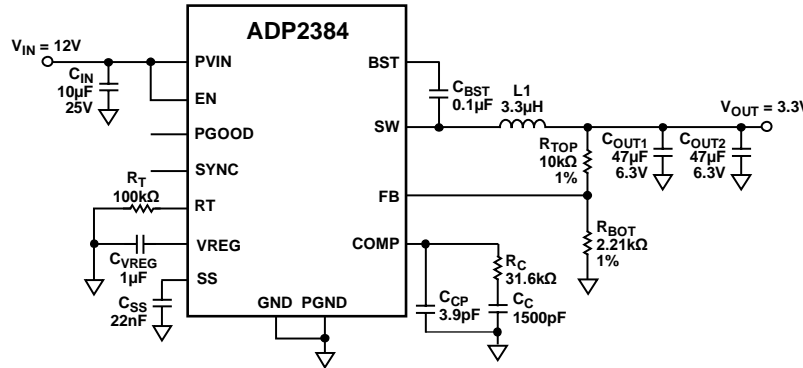 ADP2384
V_IN = 12V
C_IN
10µF
25V
PVIN
EN
PGOOD
SYNC
R_T
100kΩ
RT
C_VREG
1µF
VREG
C_SS
22nF
SS
GND PGND
BST
C_BST
0.1µF
SW
L1
3.3µH
V_OUT = 3.3V
R_TOP
10kΩ
1%
C_OUT1
47µF
6.3V
C_OUT2
47µF
6.3V
FB
R_BOT
2.21kΩ
1%
COMP
R_C
31.6kΩ
C_CP
3.9pF
C_C
1500pF